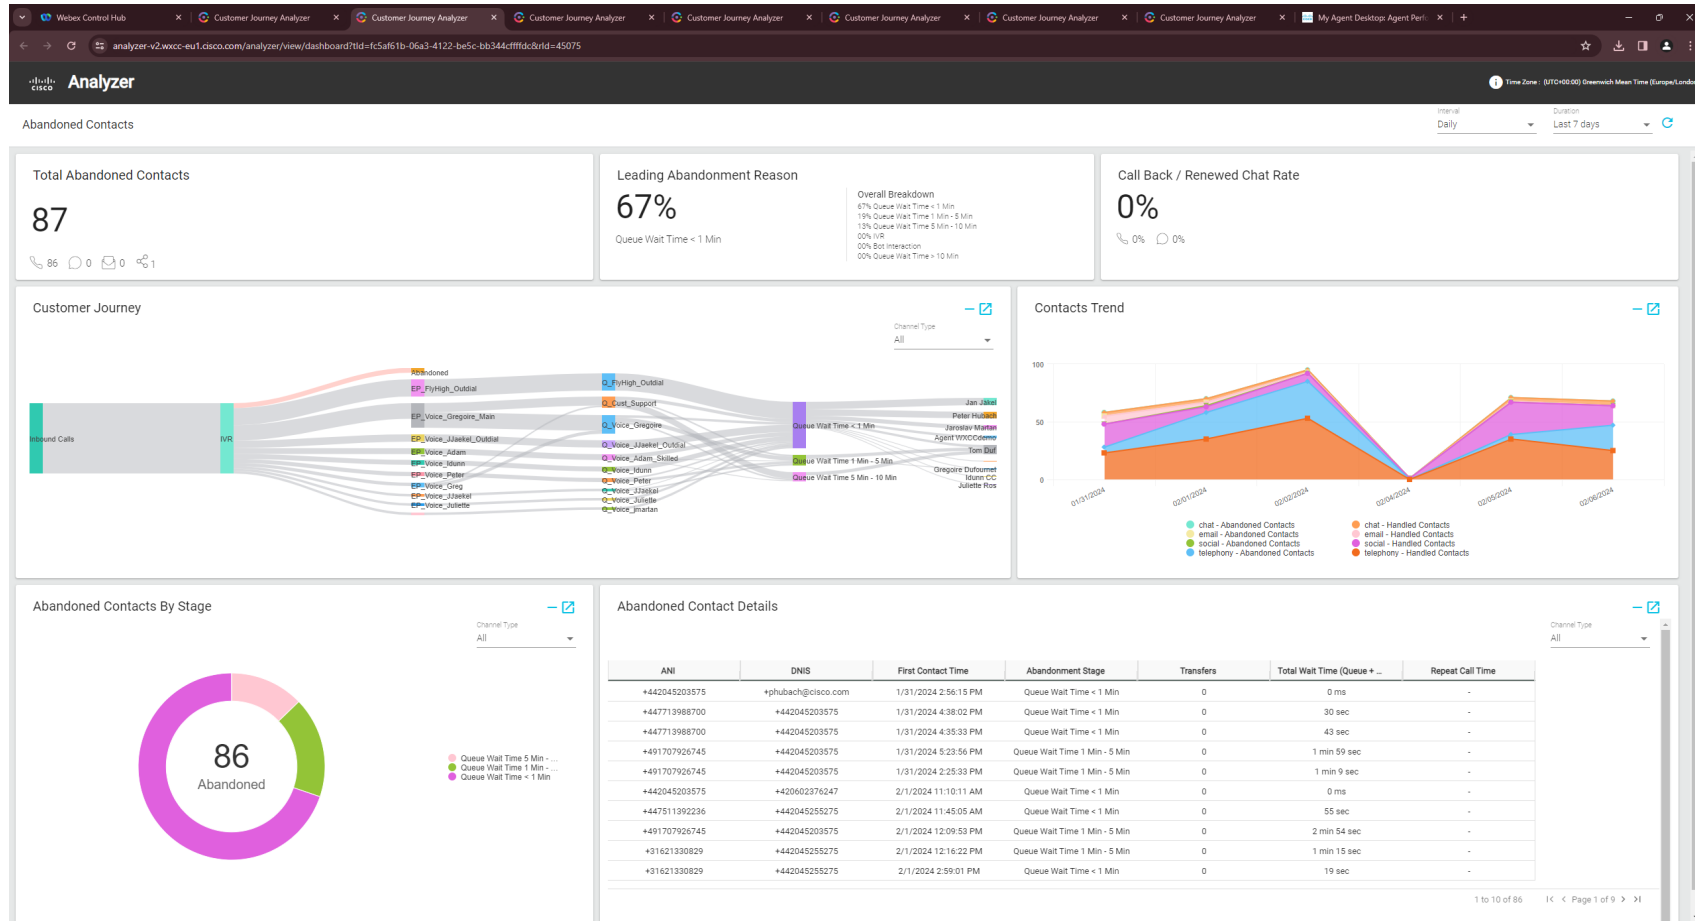 Webex Control Hub
Customer Journey Analyzer
Customer Journey Analyzer
Customer Journey Analyzer
Customer Journey Analyzer
Customer Journey Analyzer
Customer Journey Analyzer
Customer Journey Analyzer
My Agent Desktop: Agent Perf
analyzer-v2.wxcc-eu1.cisco.com/analyzer/view/dashboard?tId=fc5af61b-06a3-4122-be5c-bb344cffffdc&rId=45075
cisco Analyzer
Time Zone : (UTC+00:00) Greenwich Mean Time (Europe/London
Abandoned Contacts
Interval
Daily
Duration
Last 7 days
Total Abandoned Contacts
87
86 0 0 1
Leading Abandonment Reason
67%
Queue Wait Time < 1 Min
Overall Breakdown
67% Queue Wait Time < 1 Min
19% Queue Wait Time 1 Min - 5 Min
13% Queue Wait Time 5 Min - 10 Min
00% IVR
00% Bot Interaction
00% Queue Wait Time > 10 Min
Call Back / Renewed Chat Rate
0%
0% 0%
Customer Journey
Channel Type
All
Inbound Calls
IVR
Abandoned
EP_FlyHigh_Outdial
EP_Voice_Gregoire_Main
EP_Voice_JJaekel_Outdial
EP_Voice_Adam
EP_Voice_Idunn
EP_Voice_Peter
EP_Voice_Greg
EP_Voice_JJaekel
EP_Voice_Juliette
Q_FlyHigh_Outdial
Q_Cust_Support
Q_Voice_Gregoire
Q_Voice_JJaekel_Outdial
Q_Voice_Adam_Skilled
Q_Voice_Idunn
Q_Voice_Peter
Q_Voice_JJaekel
Q_Voice_Juliette
Q_Voice_jmartan
Queue Wait Time < 1 Min
Queue Wait Time 1 Min - 5 Min
Queue Wait Time 5 Min - 10 Min
Jan Jäkel
Peter Hubach
Jaroslav Martan
Agent WXCCdemo
Tom Duf
Gregoire Dufournet
Idunn CC
Juliette Ros
Contacts Trend
100
50
0
01/31/2024
02/01/2024
02/02/2024
02/04/2024
02/05/2024
02/06/2024
chat - Abandoned Contacts
email - Abandoned Contacts
social - Abandoned Contacts
telephony - Abandoned Contacts
chat - Handled Contacts
email - Handled Contacts
social - Handled Contacts
telephony - Handled Contacts
Abandoned Contacts By Stage
Channel Type
All
86
Abandoned
Queue Wait Time 5 Min - ...
Queue Wait Time 1 Min - ...
Queue Wait Time < 1 Min
Abandoned Contact Details
Channel Type
All
ANI DNIS First Contact Time Abandonment Stage Transfers Total Wait Time (Queue + ... Repeat Call Time
+442045203575 +phubach@cisco.com 1/31/2024 2:56:15 PM Queue Wait Time < 1 Min 0 0 ms -
+447713988700 +442045203575 1/31/2024 4:38:02 PM Queue Wait Time < 1 Min 0 30 sec -
+447713988700 +442045203575 1/31/2024 4:35:33 PM Queue Wait Time < 1 Min 0 43 sec -
+491707926745 +442045203575 1/31/2024 5:23:56 PM Queue Wait Time 1 Min - 5 Min 0 1 min 59 sec -
+491707926745 +442045203575 1/31/2024 2:25:33 PM Queue Wait Time 1 Min - 5 Min 0 1 min 9 sec -
+442045203575 +420602376247 2/1/2024 11:10:11 AM Queue Wait Time < 1 Min 0 0 ms -
+447511392236 +442045255275 2/1/2024 11:45:05 AM Queue Wait Time < 1 Min 0 55 sec -
+491707926745 +442045203575 2/1/2024 12:09:53 PM Queue Wait Time 1 Min - 5 Min 0 2 min 54 sec -
+31621330829 +442045255275 2/1/2024 12:16:22 PM Queue Wait Time 1 Min - 5 Min 0 1 min 15 sec -
+31621330829 +442045255275 2/1/2024 2:59:01 PM Queue Wait Time < 1 Min 0 19 sec -
1 to 10 of 86 Page 1 of 9